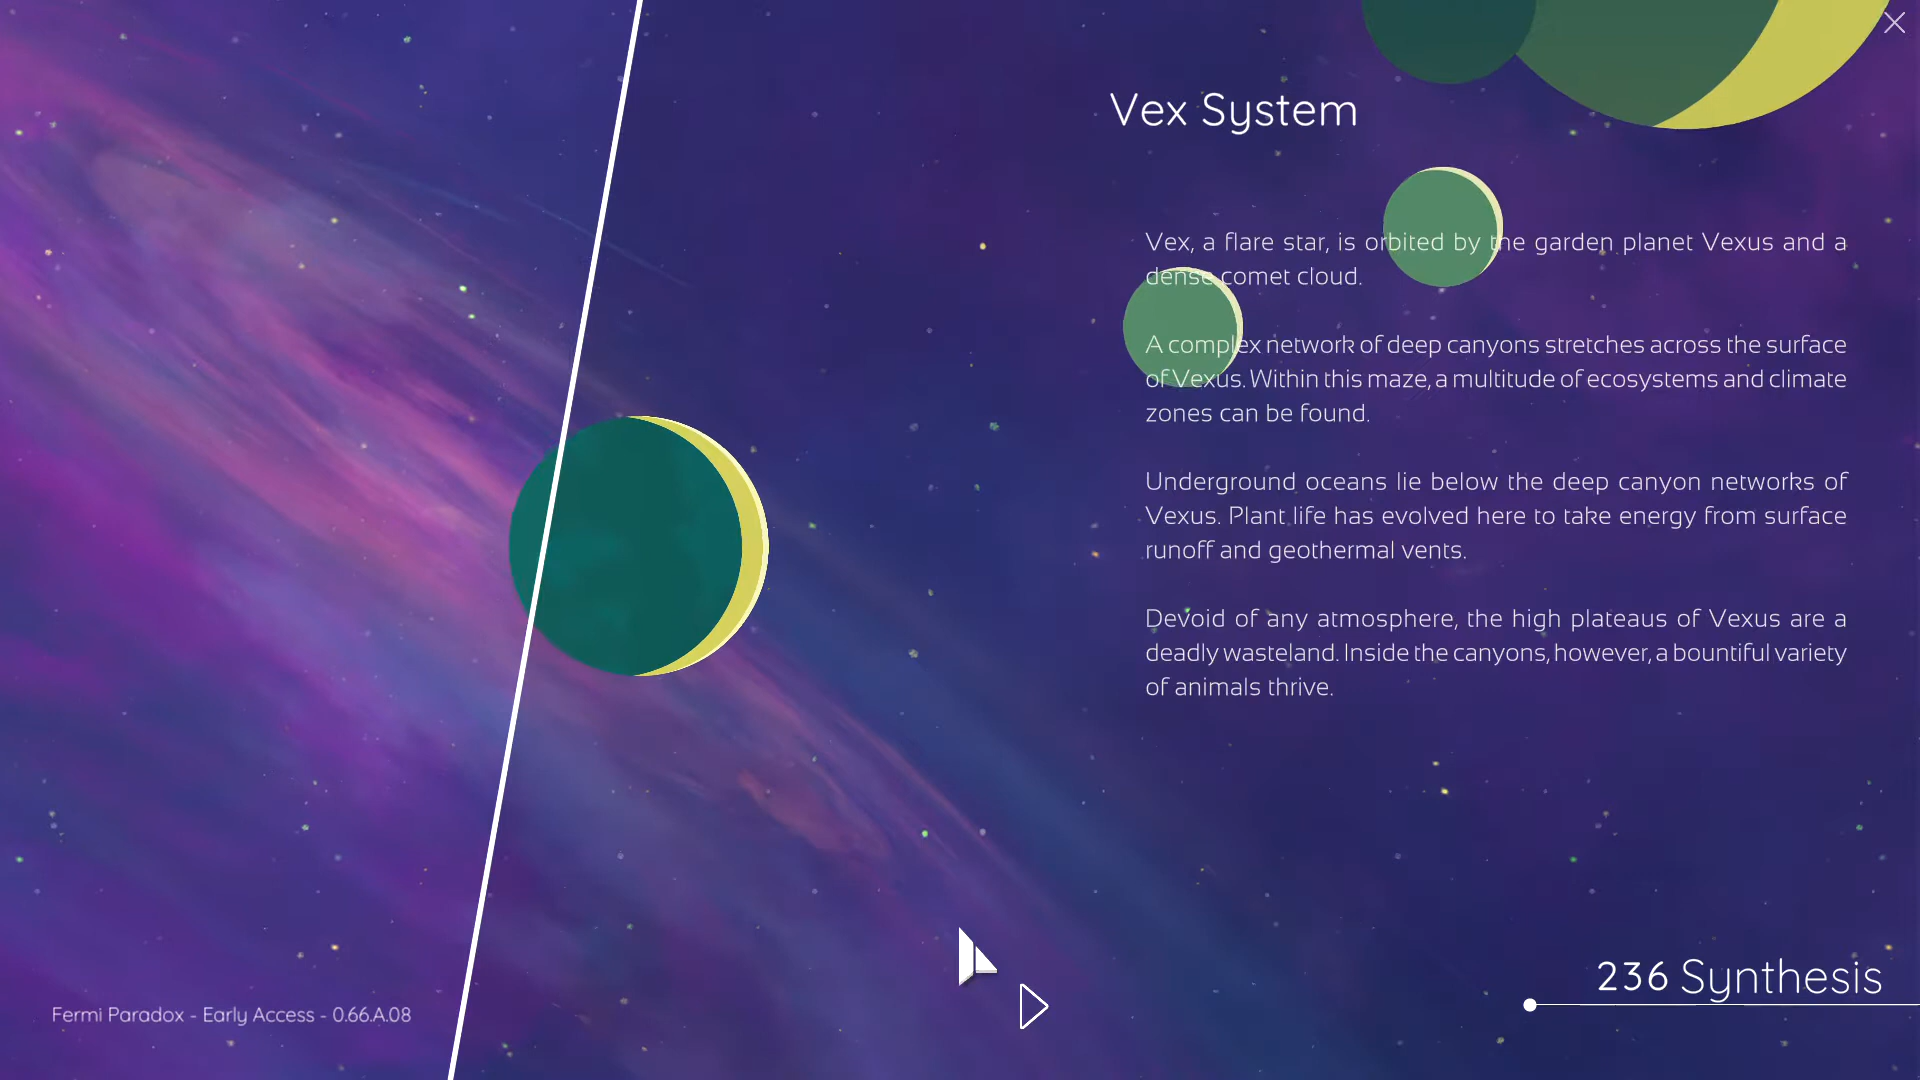 Vex System
Vex, a flare star, is orbited by the garden planet Vexus and a
dense comet cloud.
A complex network of deep canyons stretches across the surface
of Vexus. Within this maze, a multitude of ecosystems and climate
zones can be found.
Underground oceans lie below the deep canyon networks of
Vexus. Plant life has evolved here to take energy from surface
runoff and geothermal vents.
Devoid of any atmosphere, the high plateaus of Vexus are a
deadly wasteland. Inside the canyons, however, a bountiful variety
of animals thrive.
236 Synthesis
Fermi Paradox - Early Access - 0.66.A.08